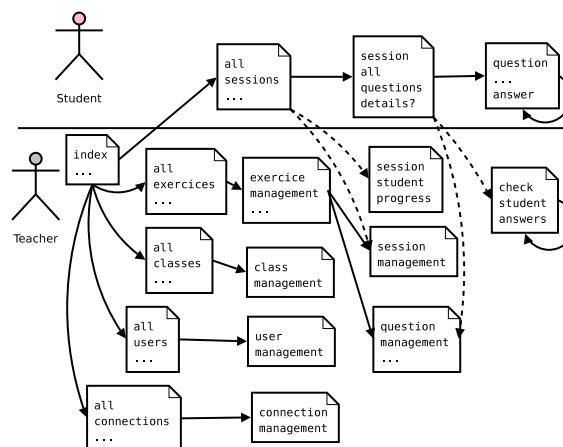 Student
all
sessions
...
session
all
questions
details?
question
...
answer
Teacher
index
...
all
exercices
...
exercice
management
...
session
student
progress
check
student
answers
all
classes
...
class
management
session
management
all
users
...
user
management
question
management
...
all
connections
...
connection
management